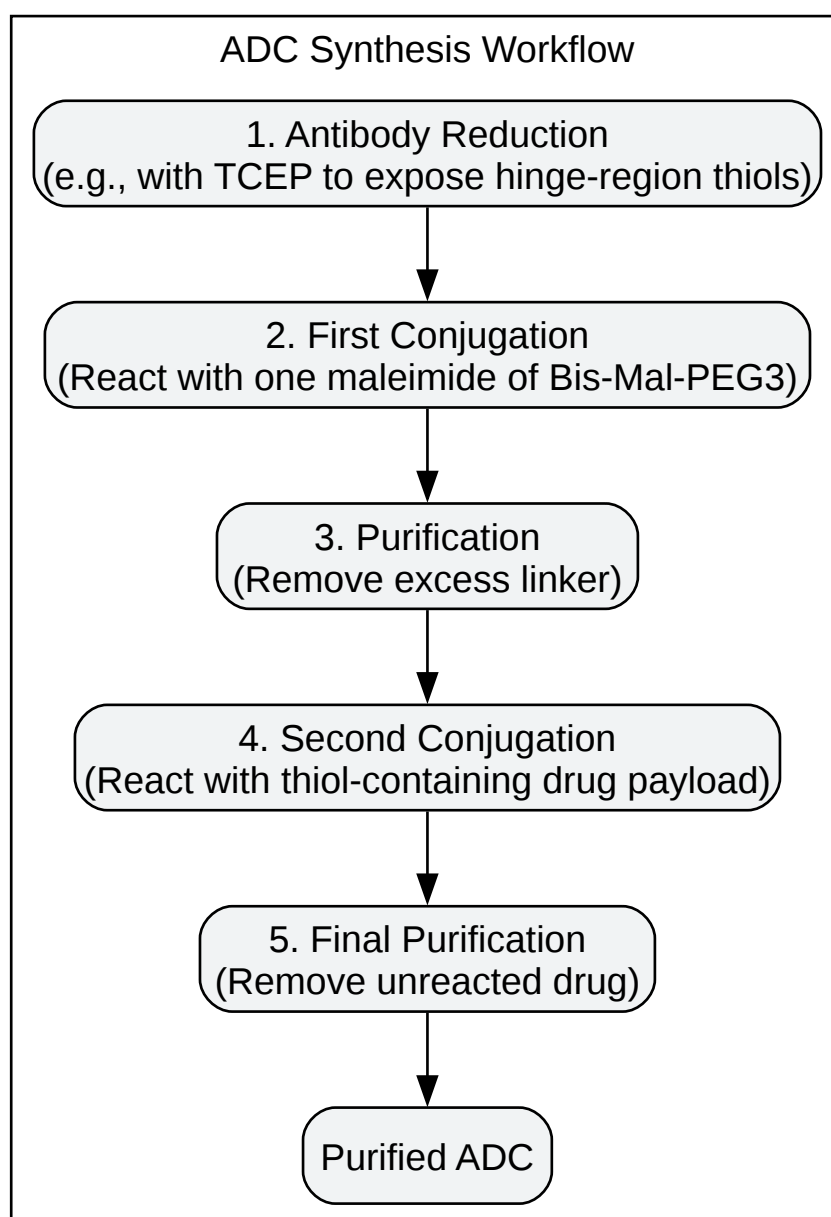 ADC Synthesis Workflow
1. Antibody Reduction
(e.g., with TCEP to expose hinge-region thiols)
2. First Conjugation
(React with one maleimide of Bis-Mal-PEG3)
3. Purification
(Remove excess linker)
4. Second Conjugation
(React with thiol-containing drug payload)
5. Final Purification
(Remove unreacted drug)
Purified ADC